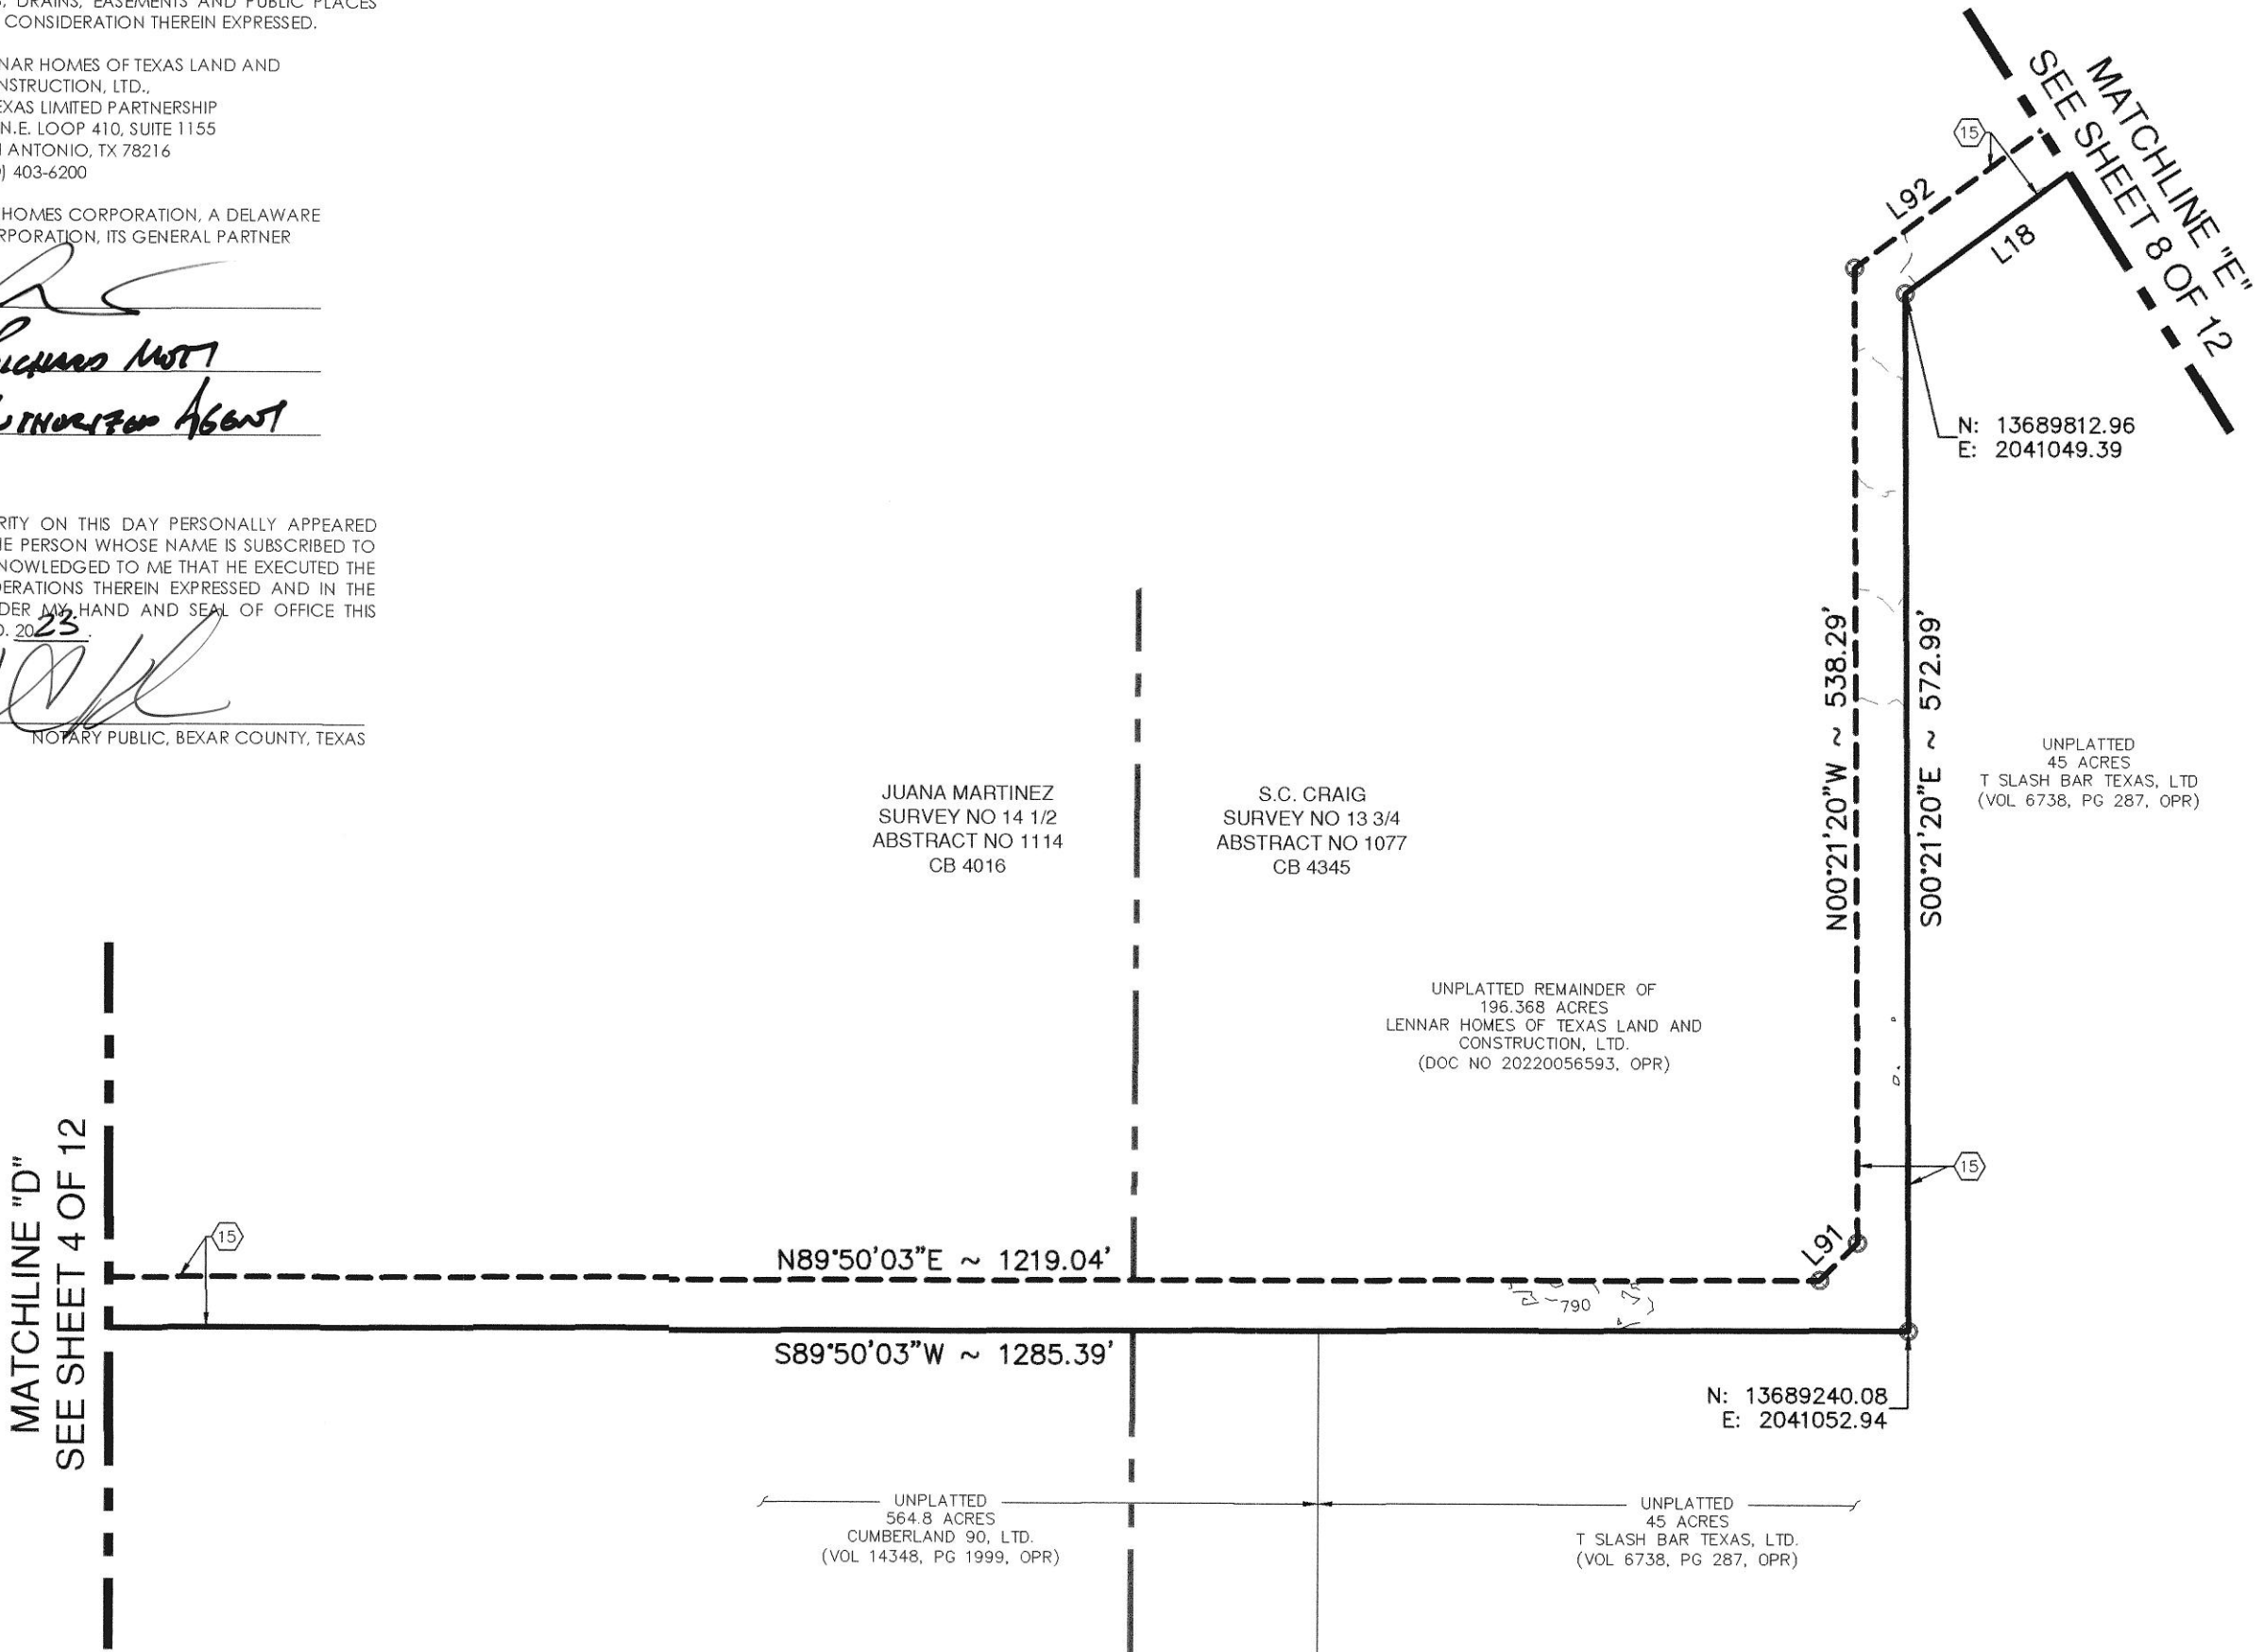 DRAINS, EASEMENTS AND PUBLIC PLACES
CONSIDERATION THEREIN EXPRESSED.
NAR HOMES OF TEXAS LAND AND
NSTRUCTION, LTD.,
EXAS LIMITED PARTNERSHIP
N.E. LOOP 410, SUITE 1155
ANTONIO, TX 78216
) 403-6200
HOMES CORPORATION, A DELAWARE
RPORATION, ITS GENERAL PARTNER
RICHARD MOTT
AUTHORIZED AGENT
RITY ON THIS DAY PERSONALLY APPEARED
HE PERSON WHOSE NAME IS SUBSCRIBED TO
NOWLEDGED TO ME THAT HE EXECUTED THE
DERATIONS THEREIN EXPRESSED AND IN THE
DER MY HAND AND SEAL OF OFFICE THIS
D. 20 23.
NOTARY PUBLIC, BEXAR COUNTY, TEXAS
MATCHLINE "E"
SEE SHEET 8 OF 12
15
L92
L18
N: 13689812.96
E: 2041049.39
N00°21'20"W ~ 538.29'
S00°21'20"E ~ 572.99'
UNPLATTED
45 ACRES
T SLASH BAR TEXAS, LTD
(VOL 6738, PG 287, OPR)
JUANA MARTINEZ
SURVEY NO 14 1/2
ABSTRACT NO 1114
CB 4016
S.C. CRAIG
SURVEY NO 13 3/4
ABSTRACT NO 1077
CB 4345
UNPLATTED REMAINDER OF
196.368 ACRES
LENNAR HOMES OF TEXAS LAND AND
CONSTRUCTION, LTD.
(DOC NO 20220056593, OPR)
15
MATCHLINE "D"
SEE SHEET 4 OF 12
15
L91
N89°50'03"E ~ 1219.04'
790
S89°50'03"W ~ 1285.39'
N: 13689240.08
E: 2041052.94
UNPLATTED
564.8 ACRES
CUMBERLAND 90, LTD.
(VOL 14348, PG 1999, OPR)
UNPLATTED
45 ACRES
T SLASH BAR TEXAS, LTD.
(VOL 6738, PG 287, OPR)